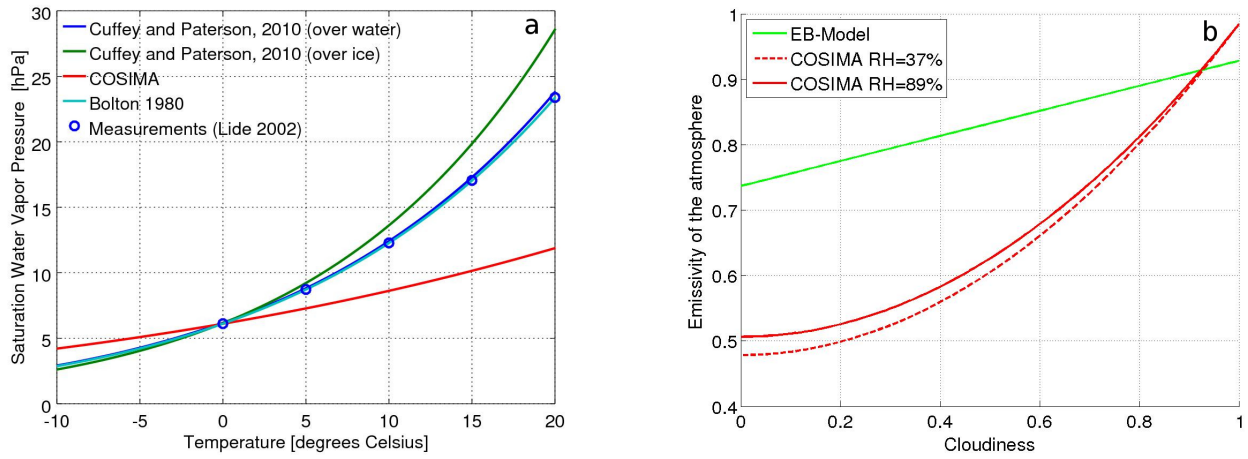 a
Cuffey and Paterson, 2010 (over water)
Cuffey and Paterson, 2010 (over ice)
COSIMA
Bolton 1980
Measurements (Lide 2002)
Saturation Water Vapor Pressure [hPa]
30
25
20
15
10
5
0
-10
-5
0
5
10
15
20
Temperature [degrees Celsius]
b
EB-Model
COSIMA RH=37%
COSIMA RH=89%
Emissivity of the atmosphere
1
0.9
0.8
0.7
0.6
0.5
0.4
0
0.2
0.4
0.6
0.8
1
Cloudiness